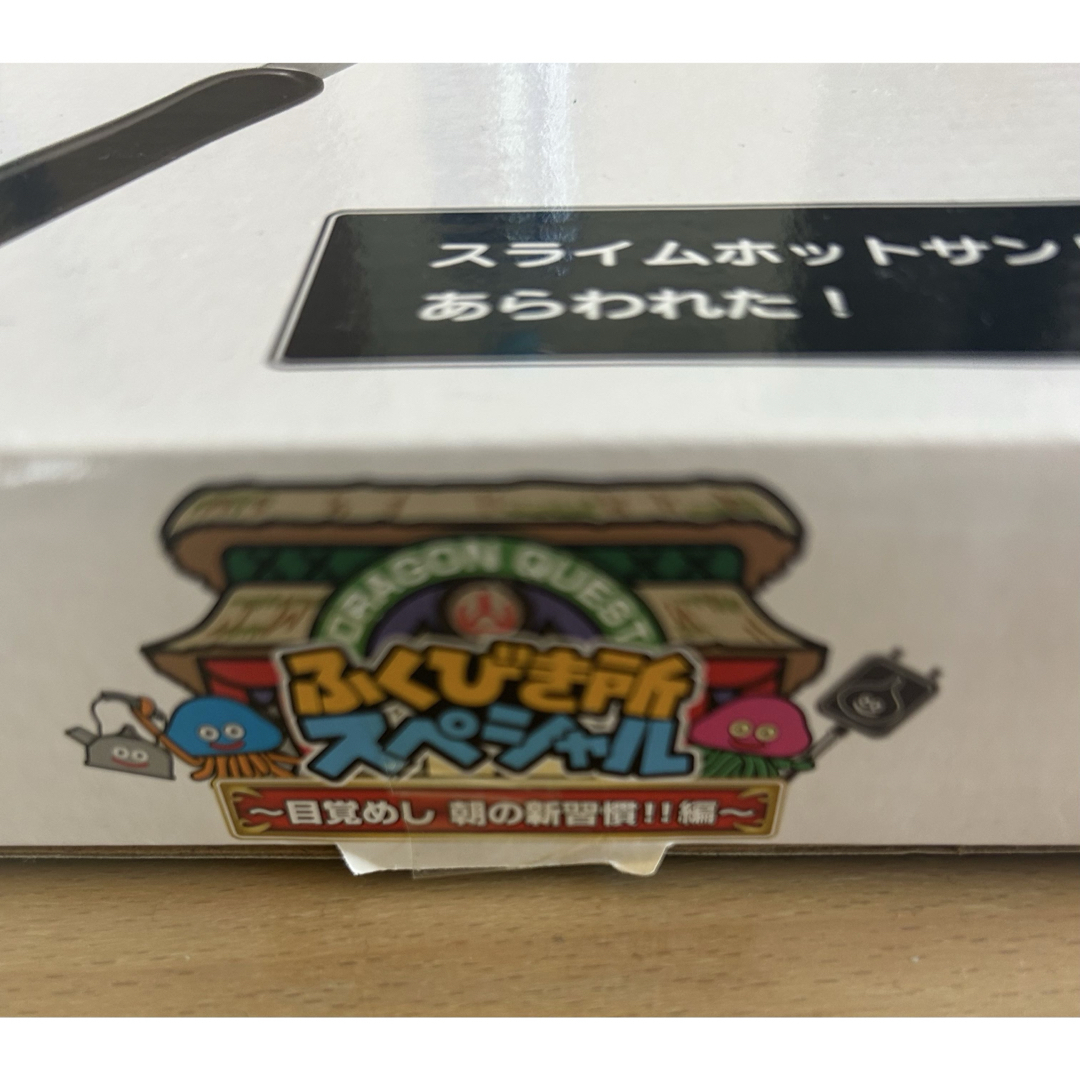 スライムホットサン
あらわれた！
DRAGON QUEST
ふくびき所
スペシャル
～目覚めし 朝の新習慣!!編～